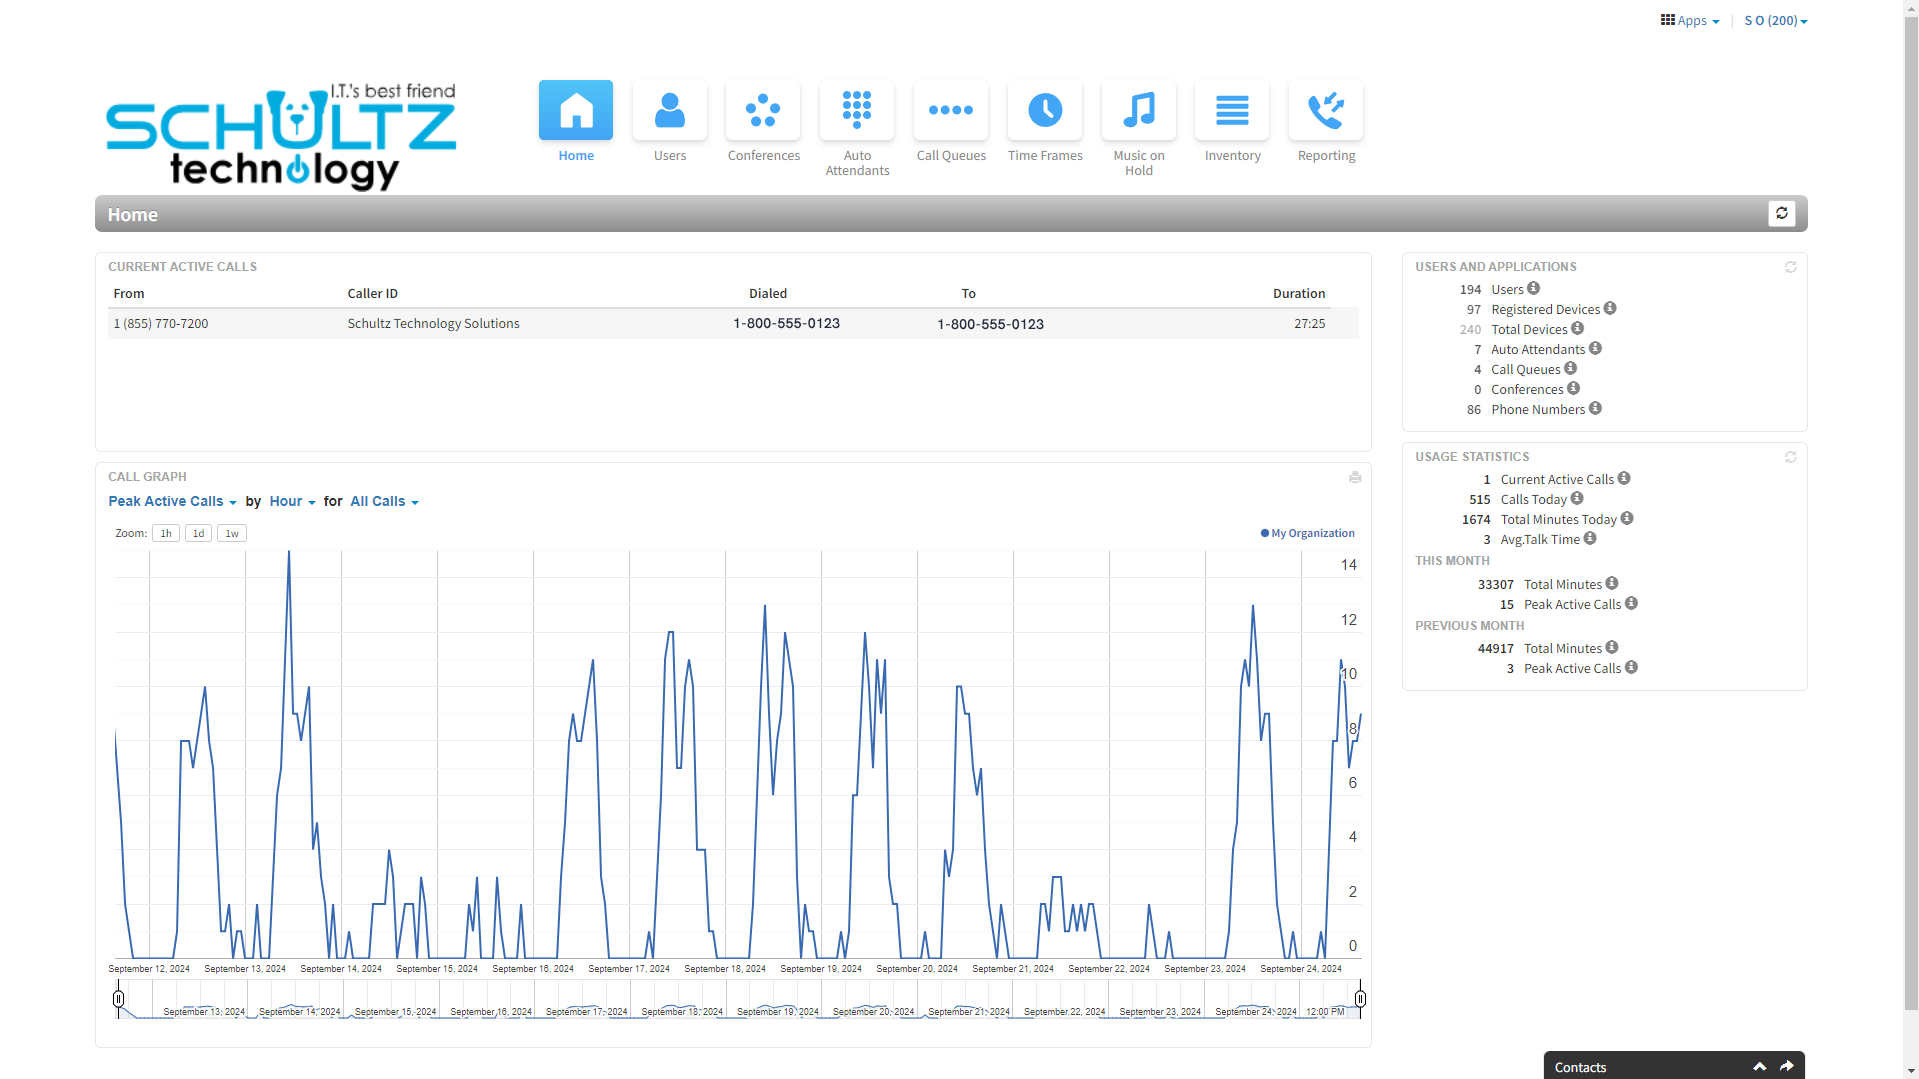 Apps
S O (200)
I.T.'s best friend
SCHULTZ
technology
Home
Users
Conferences
Auto
Attendants
Call Queues
Time Frames
Music on
Hold
Inventory
Reporting
Home
CURRENT ACTIVE CALLS
From Caller ID Dialed To Duration
1 (855) 770-7200 Schultz Technology Solutions 1-800-555-0123 1-800-555-0123 27:25
USERS AND APPLICATIONS
194 Users
97 Registered Devices
240 Total Devices
7 Auto Attendants
4 Call Queues
0 Conferences
86 Phone Numbers
USAGE STATISTICS
1 Current Active Calls
515 Calls Today
1674 Total Minutes Today
3 Avg.Talk Time
THIS MONTH
33307 Total Minutes
15 Peak Active Calls
PREVIOUS MONTH
44917 Total Minutes
3 Peak Active Calls
CALL GRAPH
Peak Active Calls by Hour for All Calls
Zoom: 1h 1d 1w
My Organization
14
12
10
8
6
4
2
0
September 12, 2024 September 13, 2024 September 14, 2024 September 15, 2024 September 16, 2024 September 17, 2024 September 18, 2024 September 19, 2024 September 20, 2024 September 21, 2024 September 22, 2024 September 23, 2024 September 24, 2024
September 13, 2024 September 14, 2024 September 15, 2024 September 16, 2024 September 17, 2024 September 18, 2024 September 19, 2024 September 20, 2024 September 21, 2024 September 22, 2024 September 23, 2024 September 24, 2024 12:00 PM
Contacts